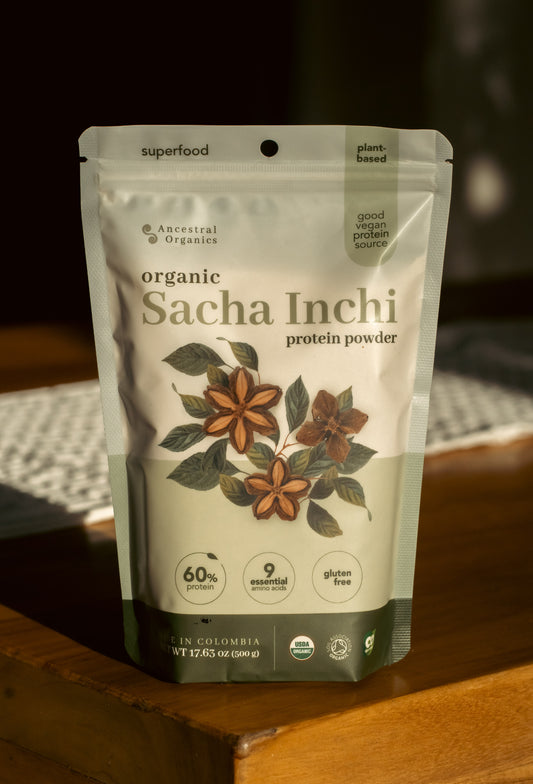 superfood
plant-
based
good
vegan
protein
source
Ancestral
Organics
organic
Sacha Inchi
protein powder
60%
protein
9
essential
amino acids
gluten
free
IN COLOMBIA
WT 17.63 oz (500 g)
USDA
ORGANIC
ORGANIC